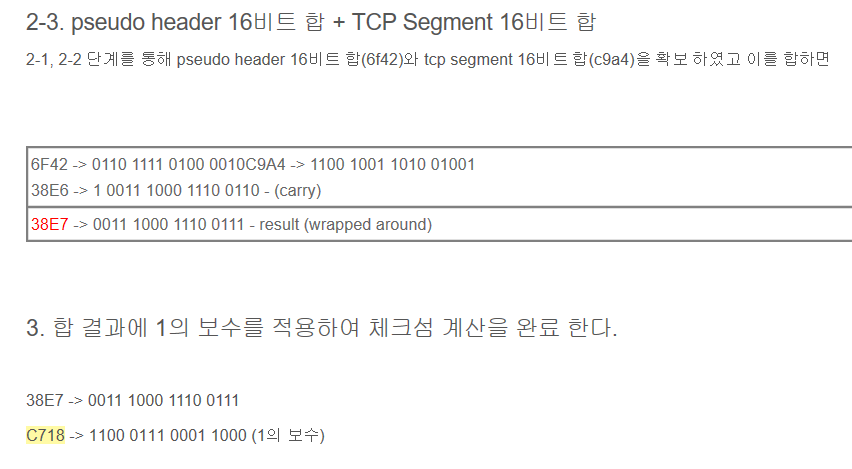 2-3. pseudo header 16비트 합 + TCP Segment 16비트 합
2-1, 2-2 단계를 통해 pseudo header 16비트 합(6f42)와 tcp segment 16비트 합(c9a4)을 확보 하였고 이를 합하면
6F42 -> 0110 1111 0100 0010C9A4 -> 1100 1001 1010 01001
38E6 -> 1 0011 1000 1110 0110 - (carry)
38E7 -> 0011 1000 1110 0111 - result (wrapped around)
3. 합 결과에 1의 보수를 적용하여 체크섬 계산을 완료 한다.
38E7 -> 0011 1000 1110 0111
C718 -> 1100 0111 0001 1000 (1의 보수)